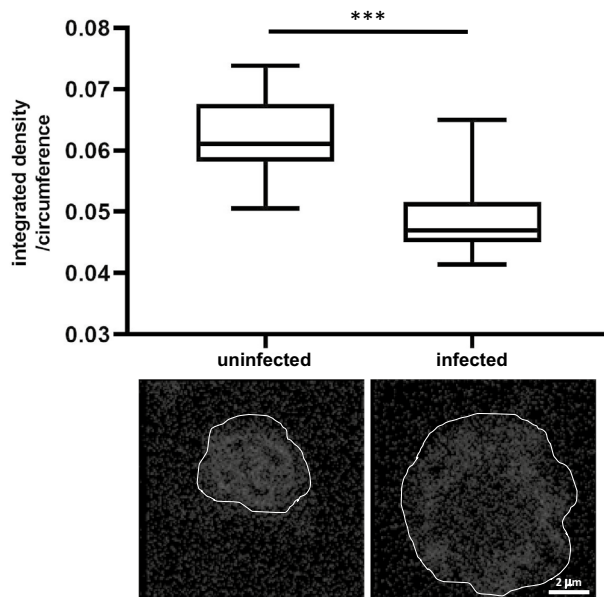 ***
0.08
0.07
0.06
0.05
0.04
0.03
integrated density
/circumference
uninfected
infected
2 µm